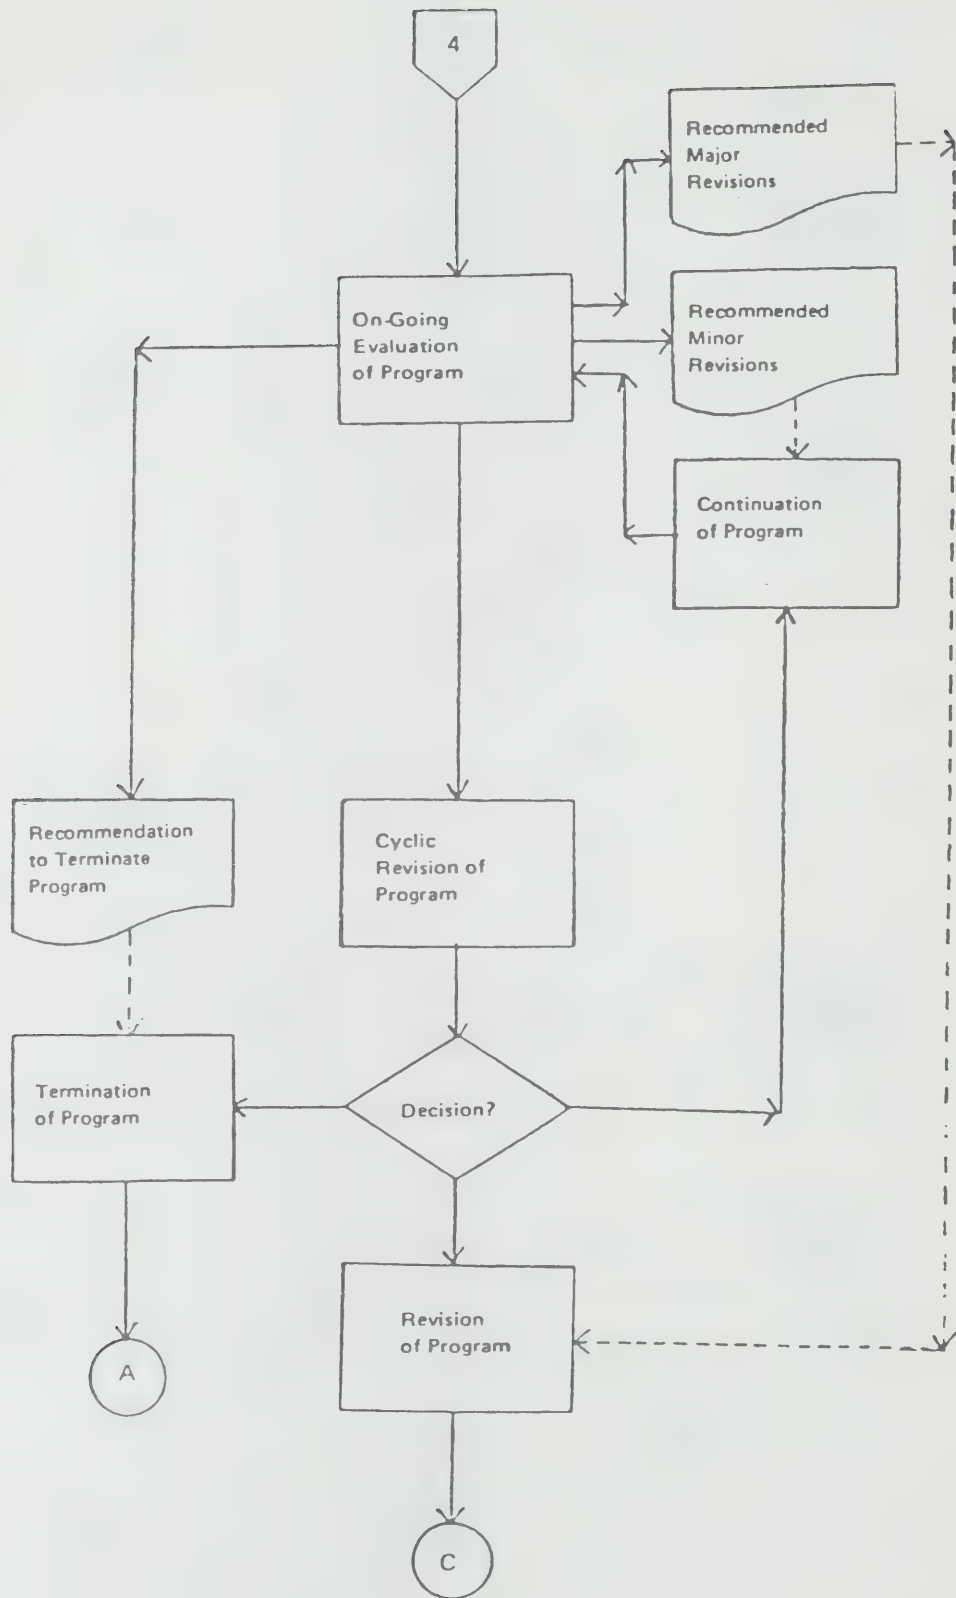 4
Recommended
Major
Revisions
On-Going
Evaluation
of Program
Recommended
Minor
Revisions
Continuation
of Program
Recommendation
to Terminate
Program
Cyclic
Revision of
Program
Termination
of Program
Decision?
Revision
of Program
A
C